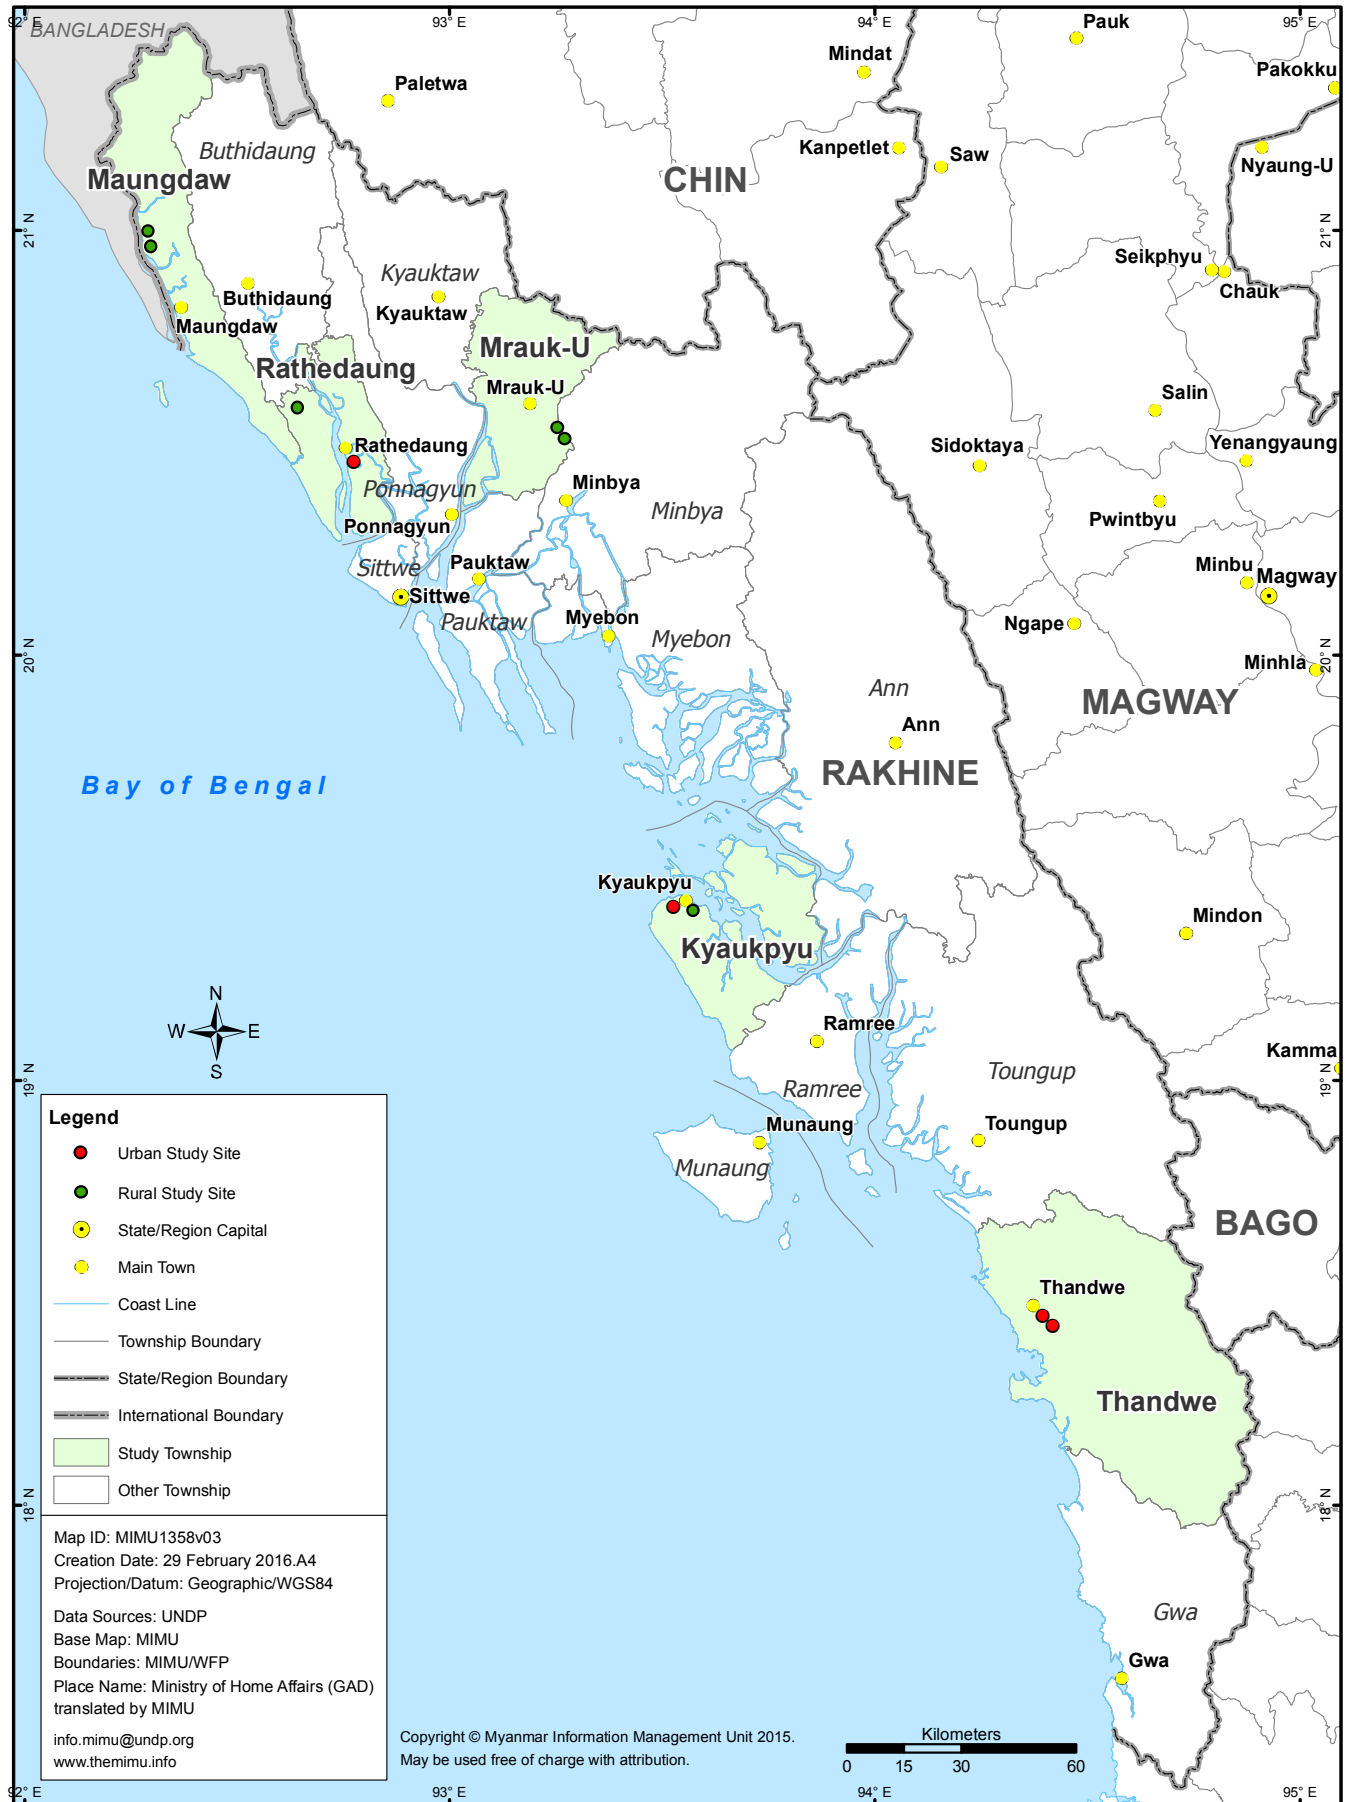 92° E
93° E
94° E
95° E
BANGLADESH
Pauk
Mindat
Paletwa
Pakokku
Buthidaung
Kanpetlet
Saw
Nyaung-U
Maungdaw
CHIN
21° N
21° N
Kyauktaw
Seikphyu
Chauk
Buthidaung
Maungdaw
Kyauktaw
Mrauk-U
Rathedaung
Mrauk-U
Salin
Rathedaung
Sidoktaya
Yenangyaung
Ponnagyun
Minbya
Minbya
Pwintbyu
Ponnagyun
Sittwe
Pauktaw
Minbu
Magway
Sittwe
Pauktaw
Myebon
Myebon
Ngape
20° N
20° N
Minhla
Ann
MAGWAY
Ann
RAKHINE
Bay of Bengal
Kyaukpyu
Kyaukpyu
Mindon
N
W
E
S
Ramree
Kamma
19° N
19° N
Ramree
Toungup
Munaung
Toungup
Munaung
BAGO
Thandwe
Thandwe
18° N
18° N
Gwa
Gwa
Legend
Urban Study Site
Rural Study Site
State/Region Capital
Main Town
Coast Line
Township Boundary
State/Region Boundary
International Boundary
Study Township
Other Township
Map ID: MIMU1358v03
Creation Date: 29 February 2016.A4
Projection/Datum: Geographic/WGS84
Data Sources: UNDP
Base Map: MIMU
Boundaries: MIMU/WFP
Place Name: Ministry of Home Affairs (GAD)
translated by MIMU
info.mimu@undp.org
www.themimu.info
Copyright © Myanmar Information Management Unit 2015.
May be used free of charge with attribution.
Kilometers
0 15 30 60
92° E
93° E
94° E
95° E